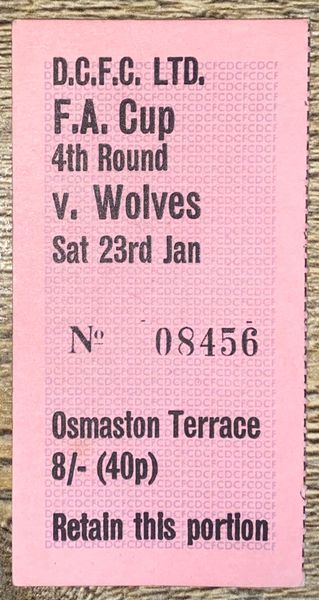 D.C.F.C. LTD.
F.A. Cup
4th Round
v. Wolves
Sat 23rd Jan
Nº 08456
Osmaston Terrace
8/- (40p)
Retain this portion